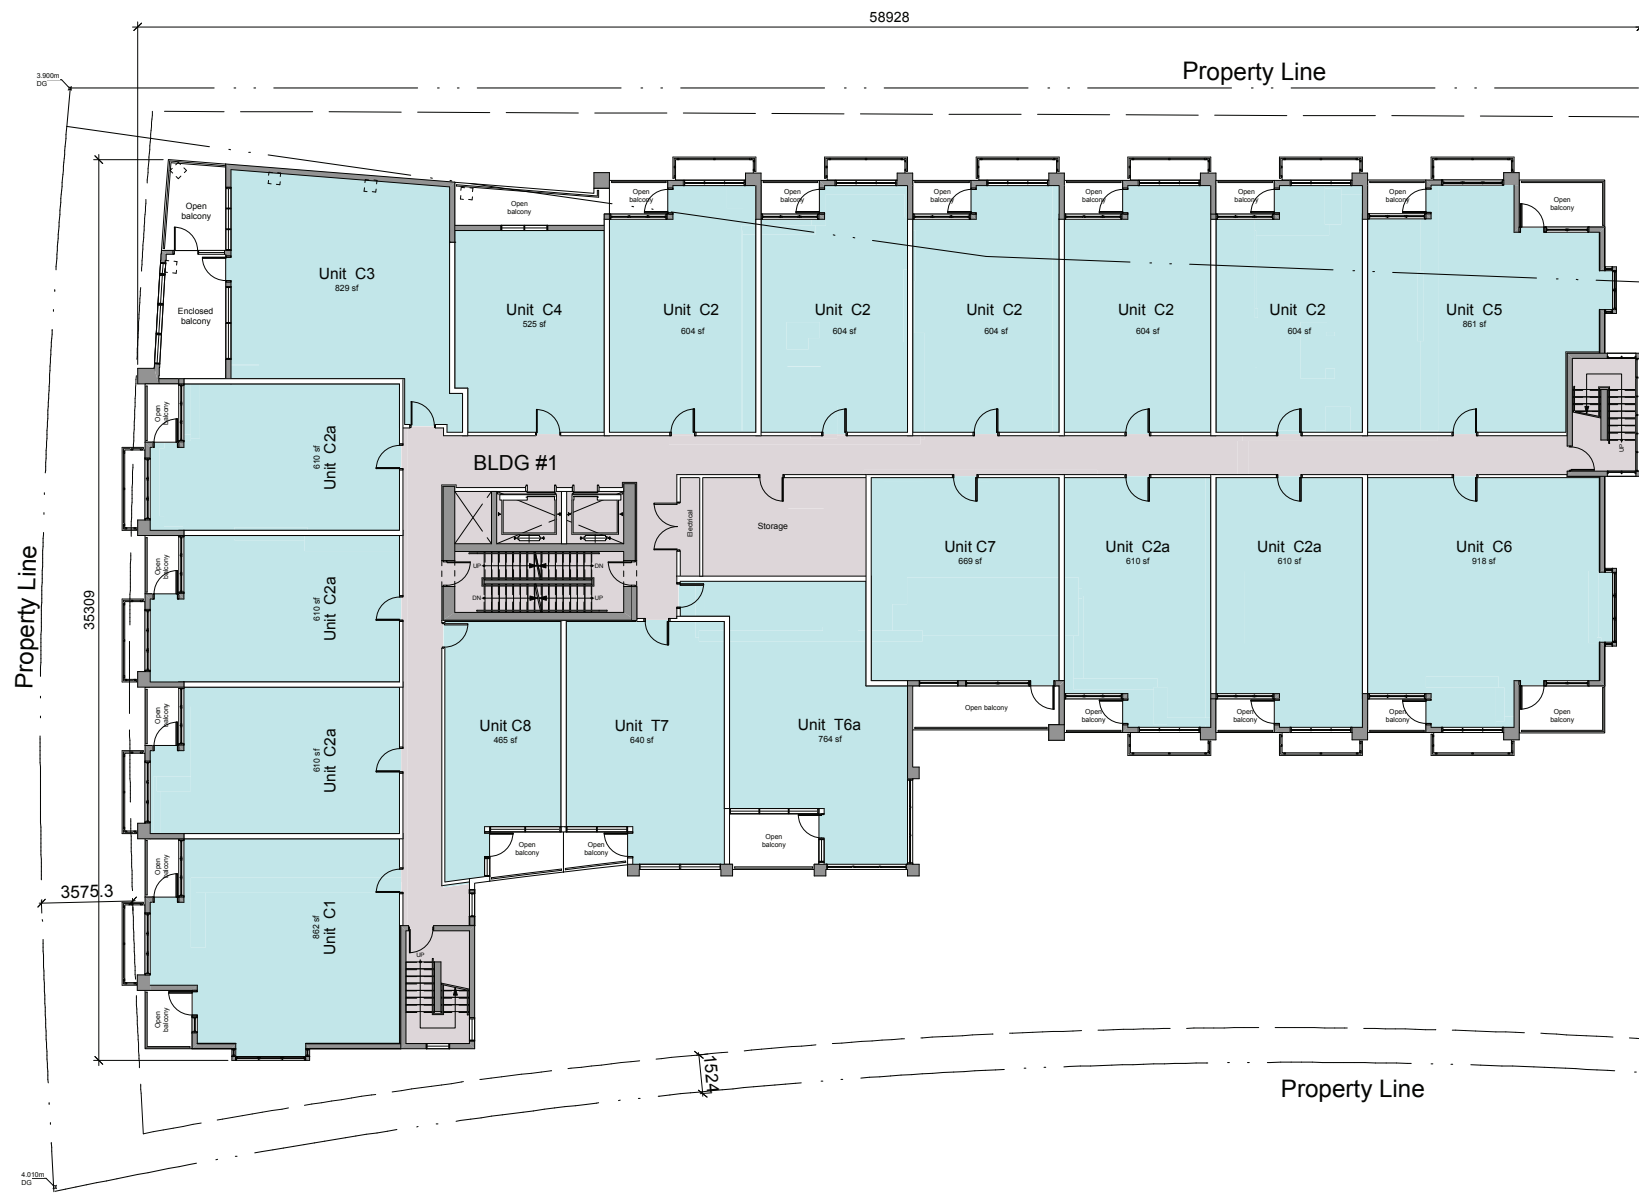 58928
Property Line
3.900m
DG
Open
balcony
Open
balcony
Open
balcony
Open
balcony
Open
balcony
Open
balcony
Open
balcony
Open
balcony
Open
balcony
Unit C3
829 sf
Enclosed
balcony
Unit C4
525 sf
Unit C2
604 sf
Unit C2
604 sf
Unit C2
604 sf
Unit C2
604 sf
Unit C2
604 sf
Unit C5
861 sf
UP
Open
balcony
610 sf
Unit C2a
BLDG #1
Electrical
Storage
UP
DN
DN
UP
Unit C7
669 sf
Unit C2a
610 sf
Unit C2a
610 sf
Unit C6
918 sf
Property Line
35309
Open
balcony
610 sf
Unit C2a
Open
balcony
610 sf
Unit C2a
Unit C8
465 sf
Unit T7
640 sf
Unit T6a
764 sf
Open balcony
Open
balcony
Open
balcony
Open
balcony
Open
balcony
Open
balcony
Open
balcony
Open
balcony
Open
balcony
3575.3
862 sf
Unit C1
UP
Open
balcony
1524
Property Line
4.010m
DG